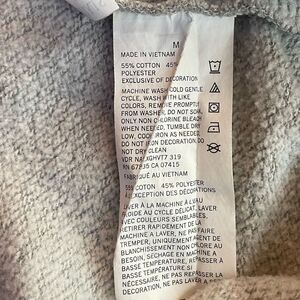 M
MADE IN VIETNAM
55% COTTON 45%
POLYESTER
EXCLUSIVE OF DECORATION
MACHINE WASH COLD GENTLE
CYCLE, WASH WITH LIKE
COLORS, REMOVE PROMPTLY
FROM WASHER, DO NOT SOAK,
ONLY NON CHLORINE BLEACH
WHEN NEEDED, TUMBLE DRY
LOW, COOL IRON AS NEEDED
DO NOT IRON DECORATION, DO
NOT DRY CLEAN
319
RN 67835 CA 07415
FABRIQUÉ AU VIETNAM
55% COTON 45% POLYESTER
L'EXCEPTION DES DÉCORATIONS
LAVER À LA MACHINE À L'EAU
FROIDE AU CYCLE DÉLICAT, LAVER
AVEC COULEURS SEMBLABLES,
RETIRER RAPIDEMENT DE LA
MACHINE A LAVER, NE PAS FAIRE
TREMPER, UNIQUEMENT AGENT DE
BLANCHIMENT NON CHLORÉ AU
BESOIN, SÉCHAGE EN MACHINE À
BASSE TEMPÉRATURE, REPASSER À
BASSE TEMPÉRATURE SI
NÉCESSAIRE, NE PAS REPASSER LA
DÉCORATION, NE PAS LAVER À